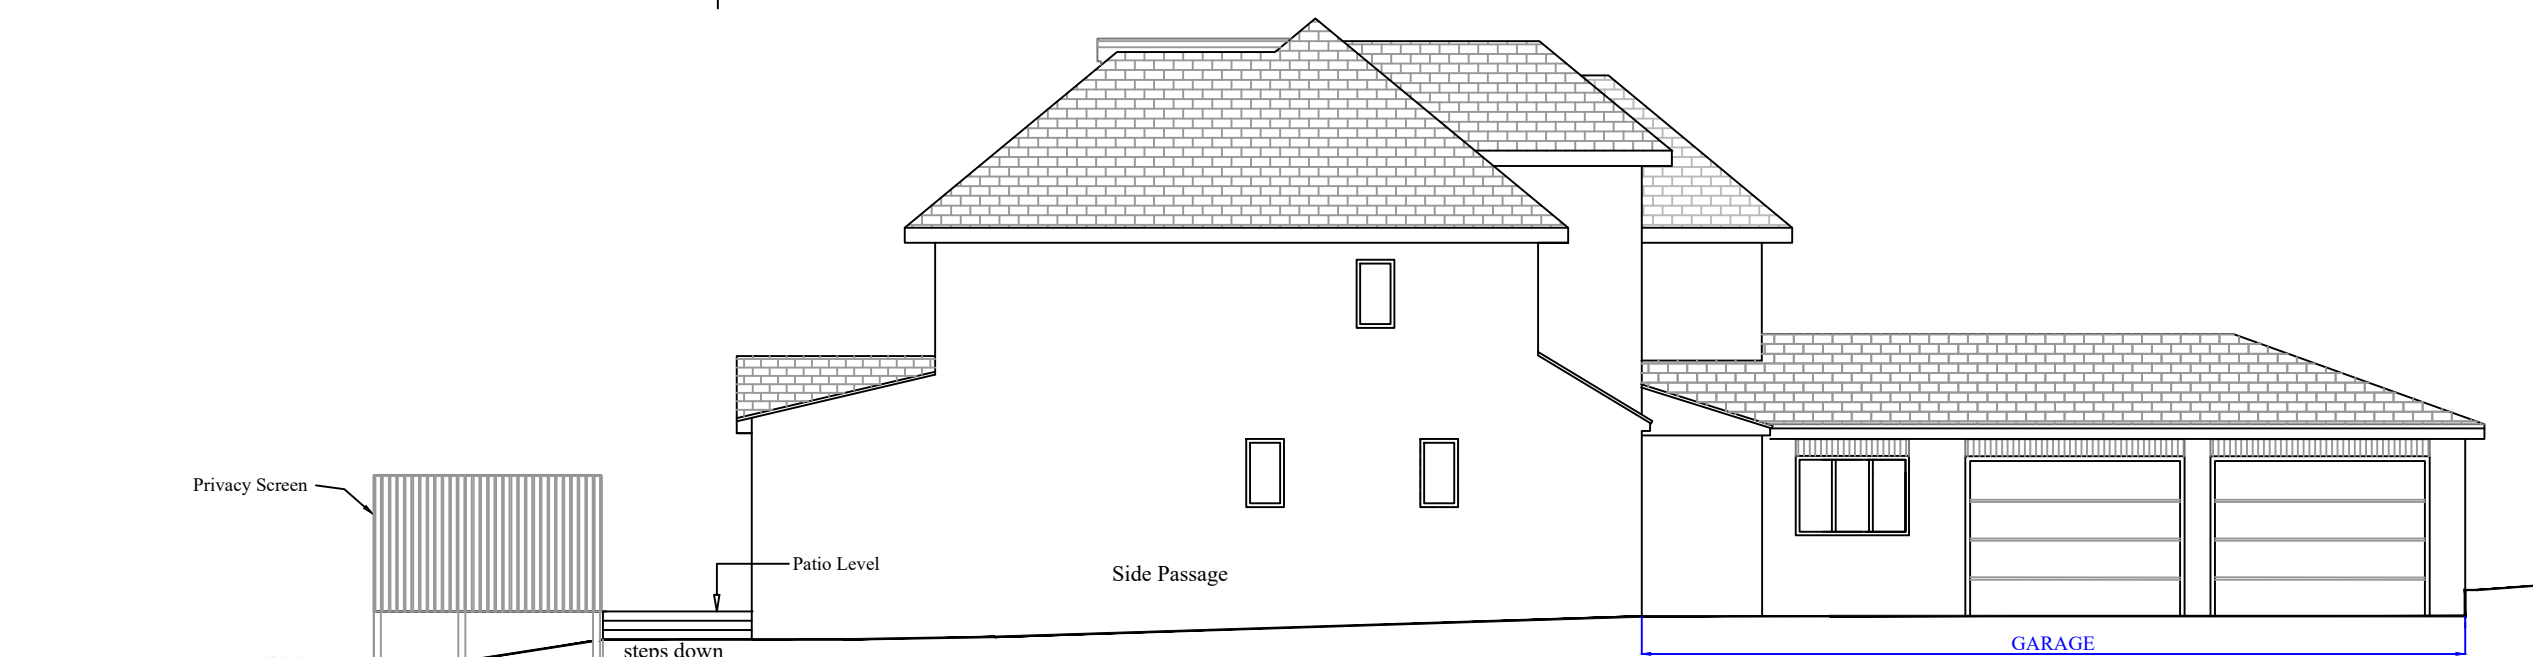 Privacy Screen
Patio Level
Side Passage
steps down
GARAGE